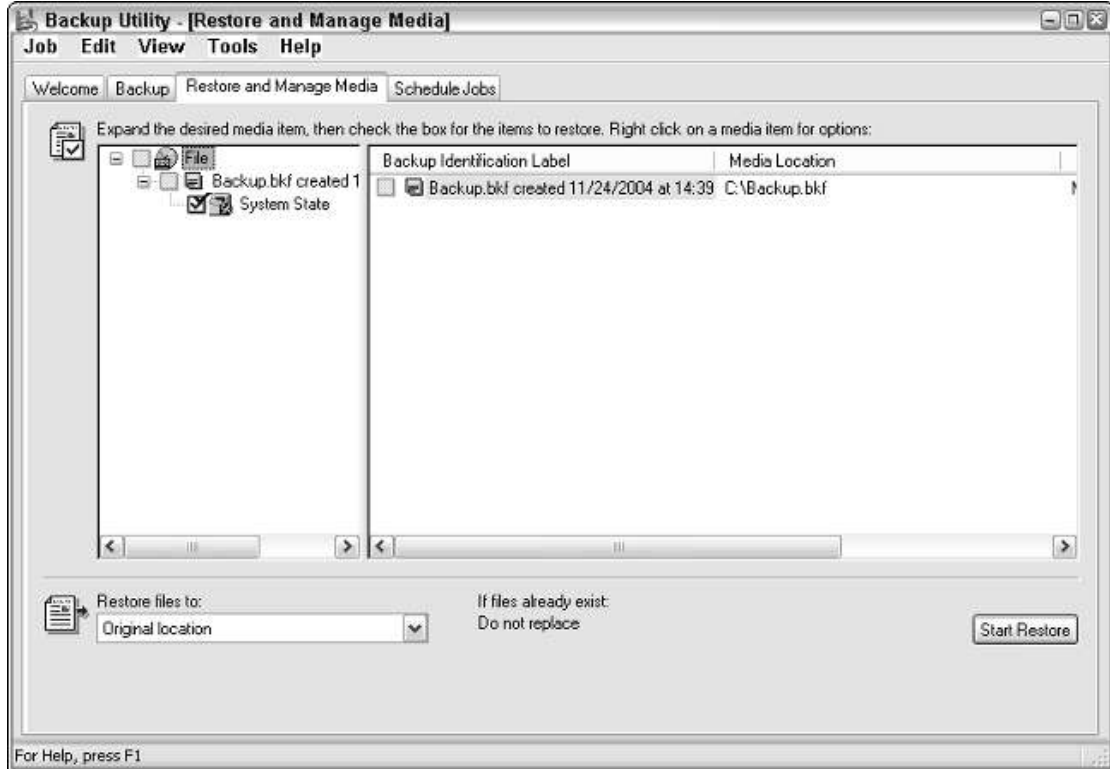 Backup Utility - [Restore and Manage Media]
Job Edit View Tools Help
Welcome Backup Restore and Manage Media Schedule Jobs
Expand the desired media item, then check the box for the items to restore. Right click on a media item for options:
File
Backup.bkf created 1
System State
Backup Identification Label Media Location
Backup.bkf created 11/24/2004 at 14:39 C:\Backup.bkf
Restore files to:
Original location
If files already exist:
Do not replace
Start Restore
For Help, press F1